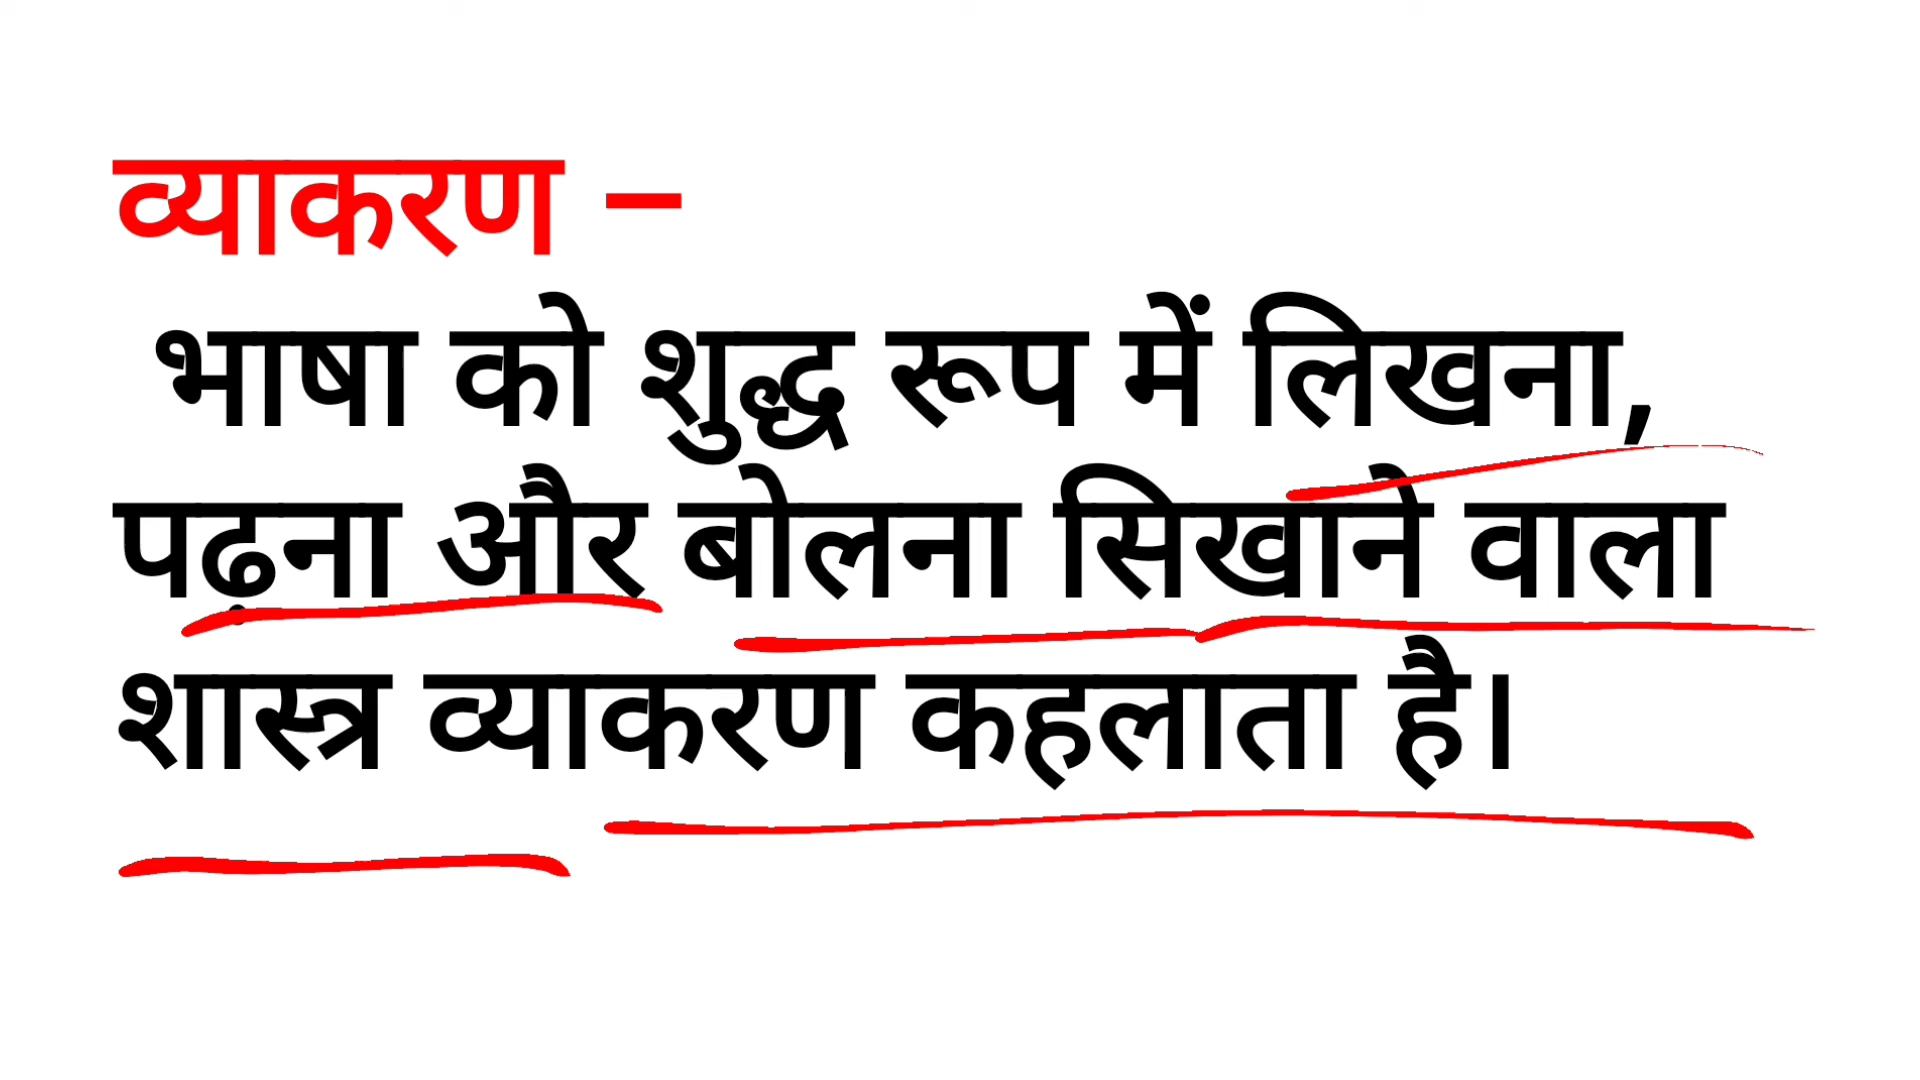 व्याकरण –
भाषा को शुद्ध रूप में लिखना,
पढ़ना और बोलना सिखाने वाला
शास्त्र व्याकरण कहलाता है।